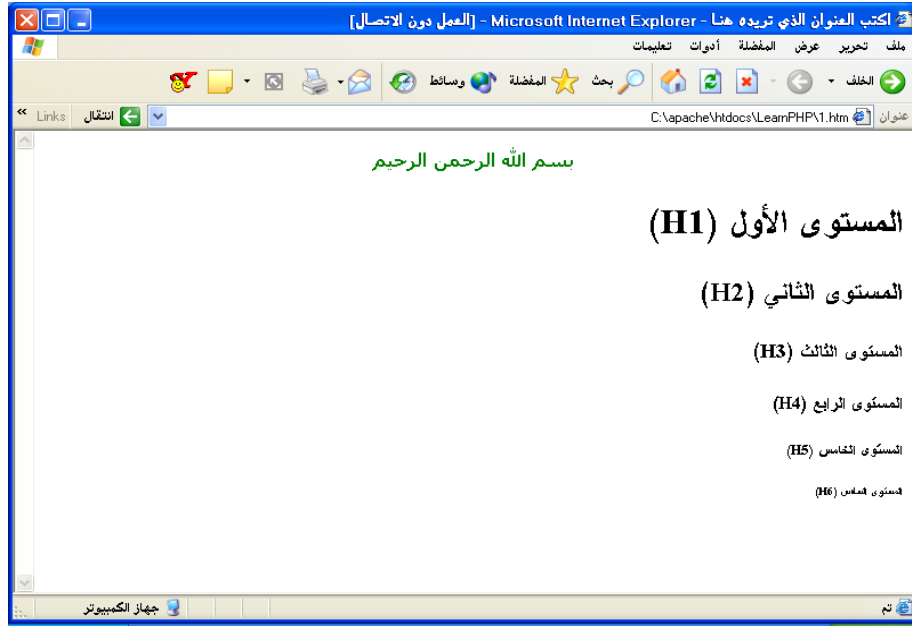 اكتب العنوان الذي تريده هنا - Microsoft Internet Explorer - [العمل دون الاتصال]
ملف تحرير عرض المفضلة أدوات تعليمات
الخلف بحث المفضلة وسائط
عنوان C:\apache\htdocs\LearnPHP\1.htm انتقال Links »
بسم الله الرحمن الرحيم
المستوى الأول (H1)
المستوى الثاني (H2)
المستوى الثالث (H3)
المستوى الرابع (H4)
المستوى الخامس (H5)
المستوى السادس (H6)
تم جهاز الكمبيوتر